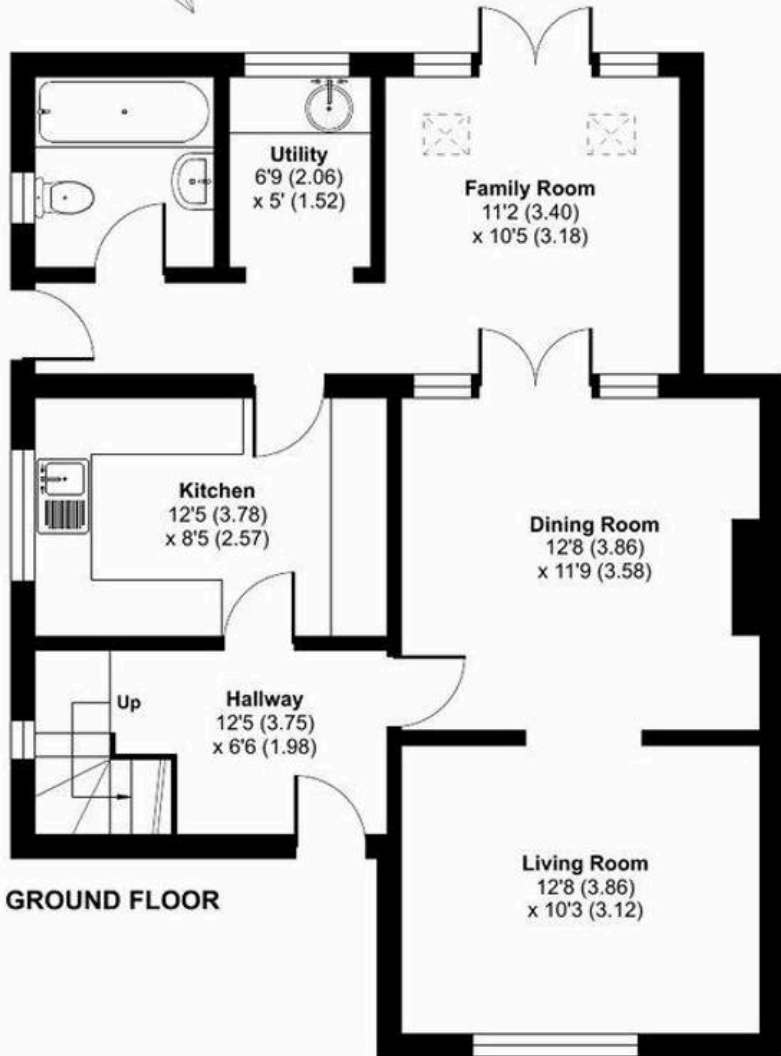 Utility
6'9 (2.06)
x 5' (1.52)
Family Room
11'2 (3.40)
x 10'5 (3.18)
Kitchen
12'5 (3.78)
x 8'5 (2.57)
Dining Room
12'8 (3.86)
x 11'9 (3.58)
Up
Hallway
12'5 (3.75)
x 6'6 (1.98)
Living Room
12'8 (3.86)
x 10'3 (3.12)
GROUND FLOOR